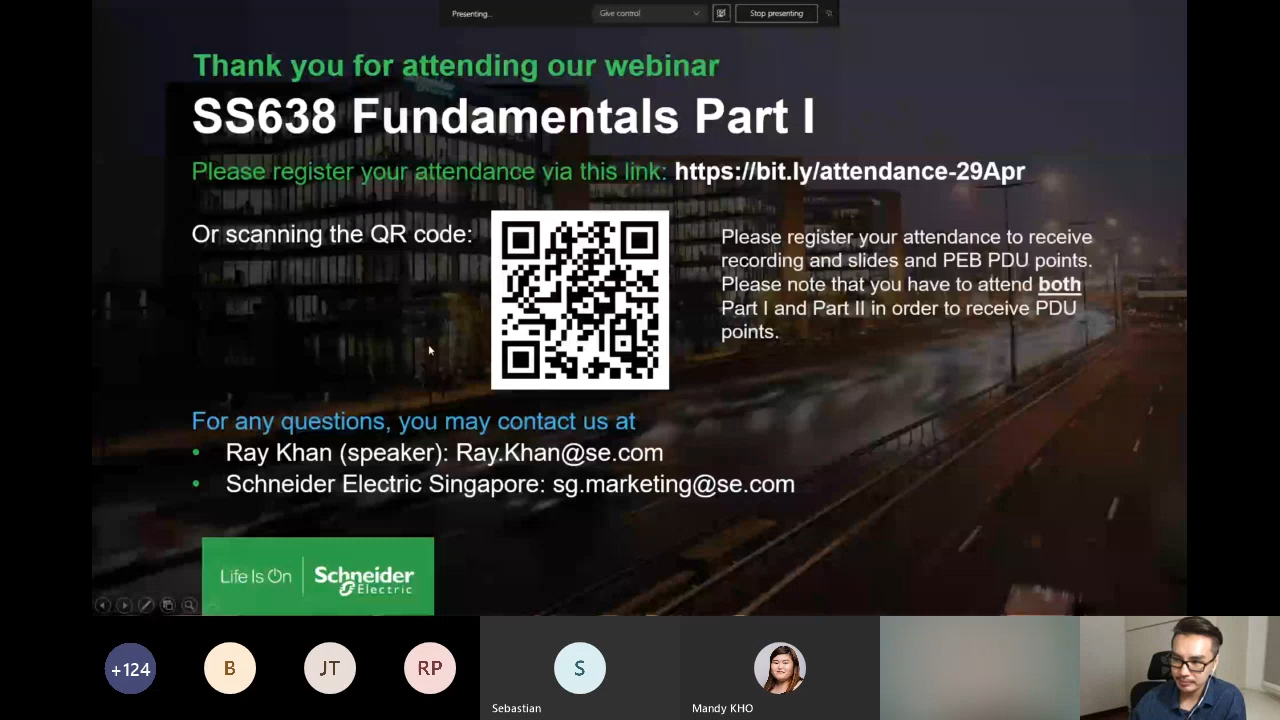 Presenting...
Give control
Stop presenting
Thank you for attending our webinar
SS638 Fundamentals Part I
Please register your attendance via this link: https://bit.ly/attendance-29Apr
Or scanning the QR code:
Please register your attendance to receive
recording and slides and PEB PDU points.
Please note that you have to attend both
Part I and Part II in order to receive PDU
points.
For any questions, you may contact us at
• Ray Khan (speaker): Ray.Khan@se.com
• Schneider Electric Singapore: sg.marketing@se.com
Life Is On
Schneider
Electric
+124
B
JT
RP
S
Sebastian
Mandy KHO